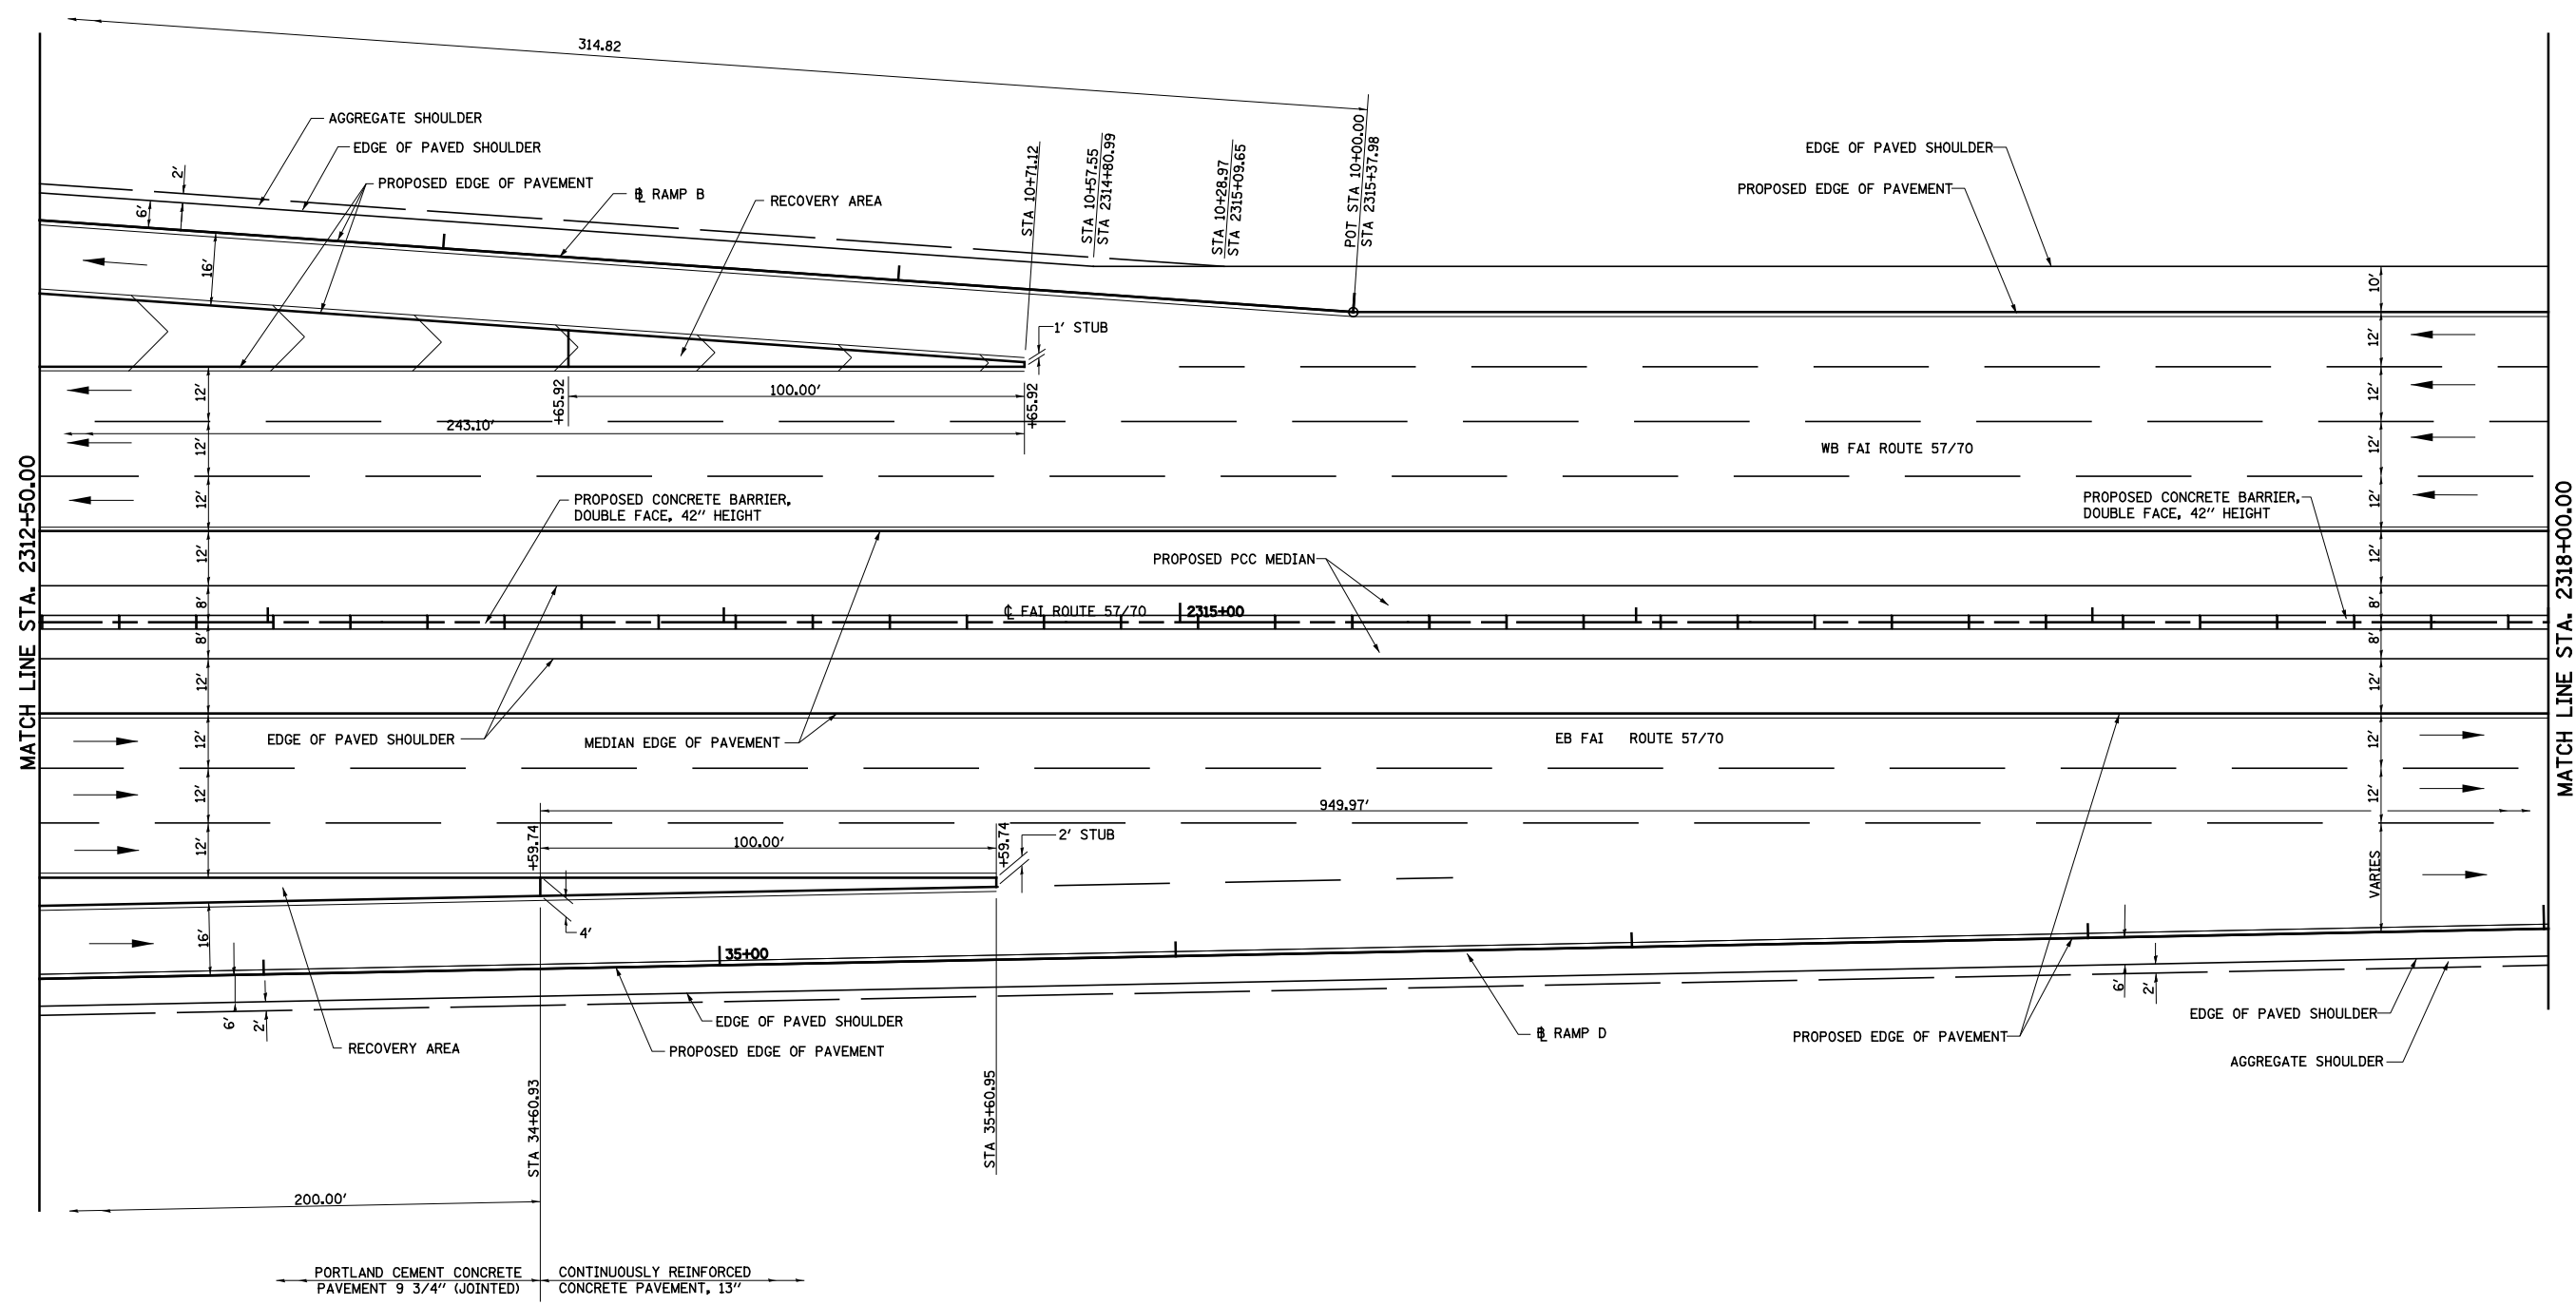 314.82
AGGREGATE SHOULDER
EDGE OF PAVED SHOULDER
PROPOSED EDGE OF PAVEMENT
℄ RAMP B
RECOVERY AREA
2'
6'
16'
STA 10+71.12
STA 10+57.55
STA 2314+80.99
STA 10+28.97
STA 2315+09.65
POT STA 10+00.00
STA 2315+37.98
EDGE OF PAVED SHOULDER
PROPOSED EDGE OF PAVEMENT
10'
12'
1' STUB
12'
12'
12'
12'
12'
12'
+65.92
100.00'
+65.92
243.10'
WB FAI ROUTE 57/70
MATCH LINE STA. 2312+50.00
MATCH LINE STA. 2318+00.00
PROPOSED CONCRETE BARRIER,
DOUBLE FACE, 42" HEIGHT
PROPOSED CONCRETE BARRIER,
DOUBLE FACE, 42" HEIGHT
12'
12'
PROPOSED PCC MEDIAN
8'
8'
℄ FAI ROUTE 57/70
2315+00
8'
8'
12'
12'
EDGE OF PAVED SHOULDER
MEDIAN EDGE OF PAVEMENT
EB FAI ROUTE 57/70
12'
12'
12'
12'
949.97'
12'
+59.74
100.00'
+59.74
2' STUB
VARIES
4'
16'
35+00
6'
2'
6'
2'
RECOVERY AREA
EDGE OF PAVED SHOULDER
PROPOSED EDGE OF PAVEMENT
℄ RAMP D
PROPOSED EDGE OF PAVEMENT
EDGE OF PAVED SHOULDER
AGGREGATE SHOULDER
STA 34+60.93
STA 35+60.95
200.00'
PORTLAND CEMENT CONCRETE
PAVEMENT 9 3/4" (JOINTED)
CONTINUOUSLY REINFORCED
CONCRETE PAVEMENT, 13"